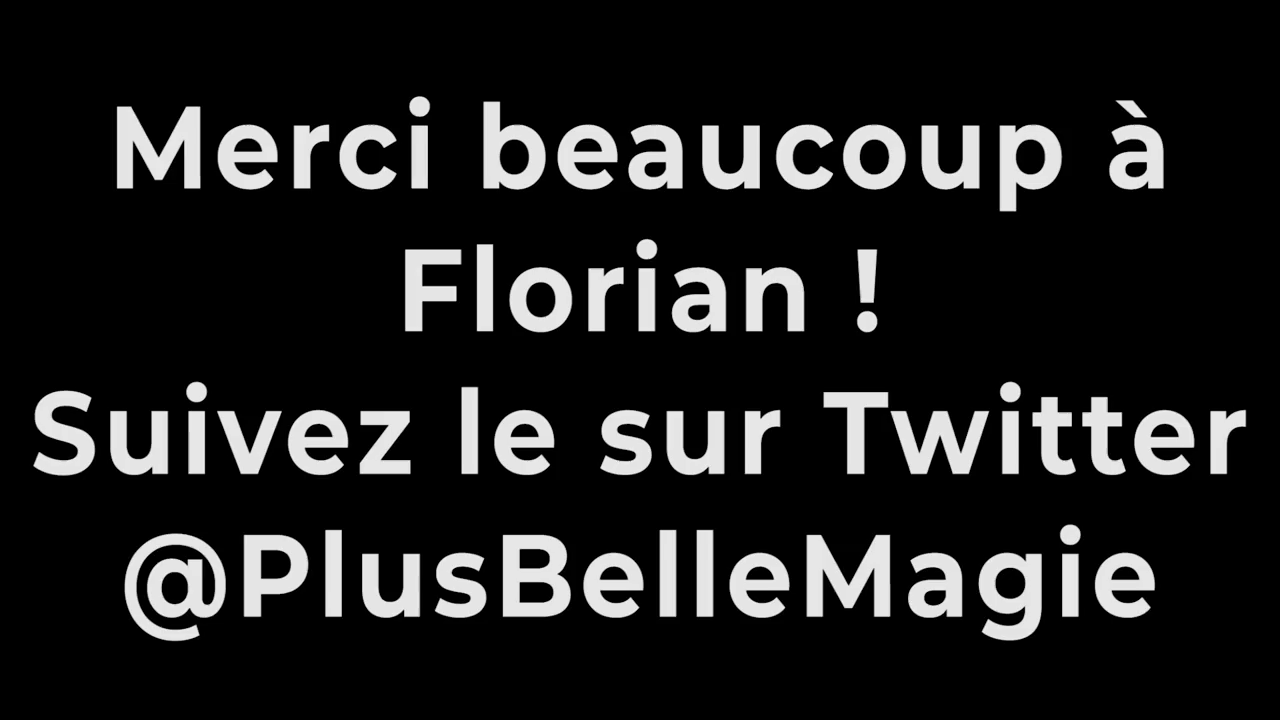 Merci beaucoup à
Florian !
Suivez le sur Twitter
@PlusBelleMagie